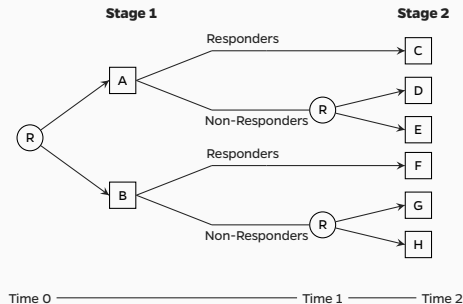 Stage 1 Stage 2
Responders
C
A
D
Non-Responders R
E
R
Responders
F
B
G
Non-Responders R
H
Time 0 Time 1 Time 2